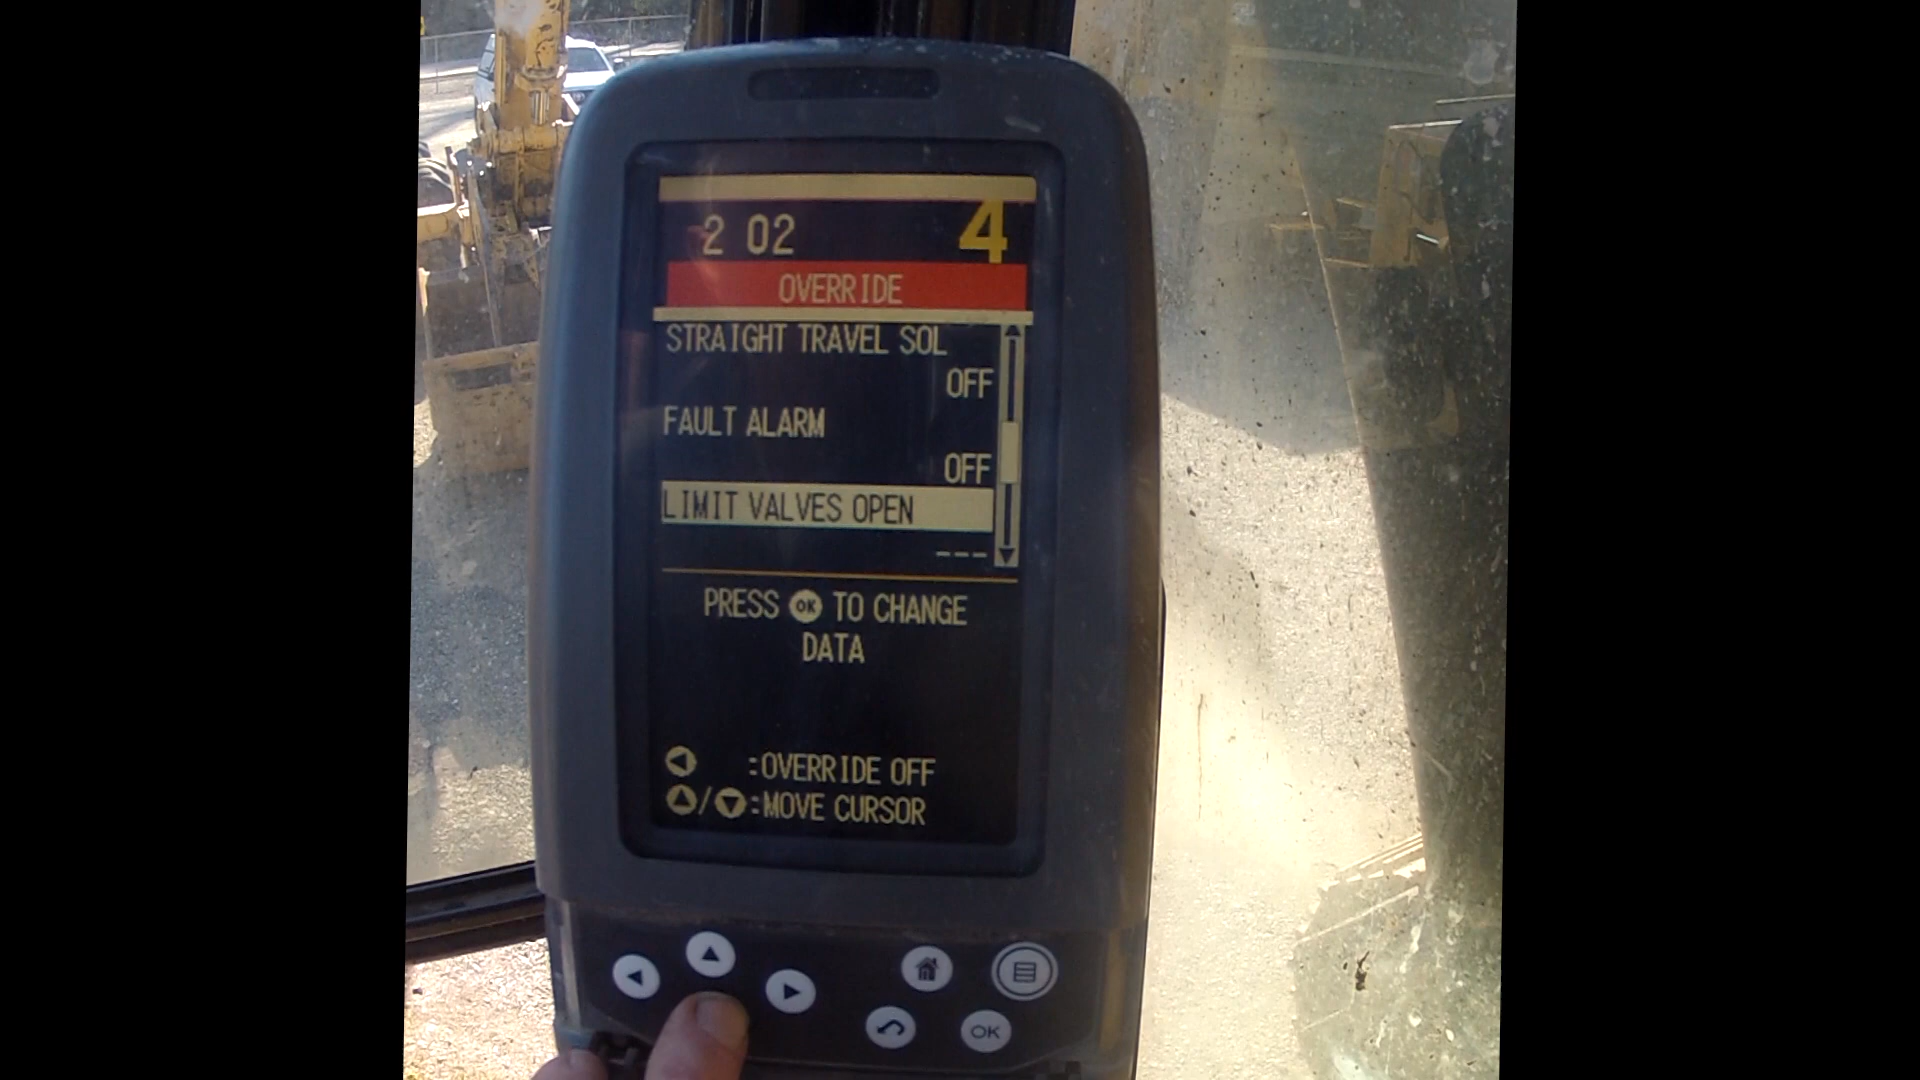 2 02 4
OVERRIDE
STRAIGHT TRAVEL SOL
OFF
FAULT ALARM
OFF
LIMIT VALVES OPEN
---
PRESS OK TO CHANGE
DATA
:OVERRIDE OFF
/ :MOVE CURSOR
OK